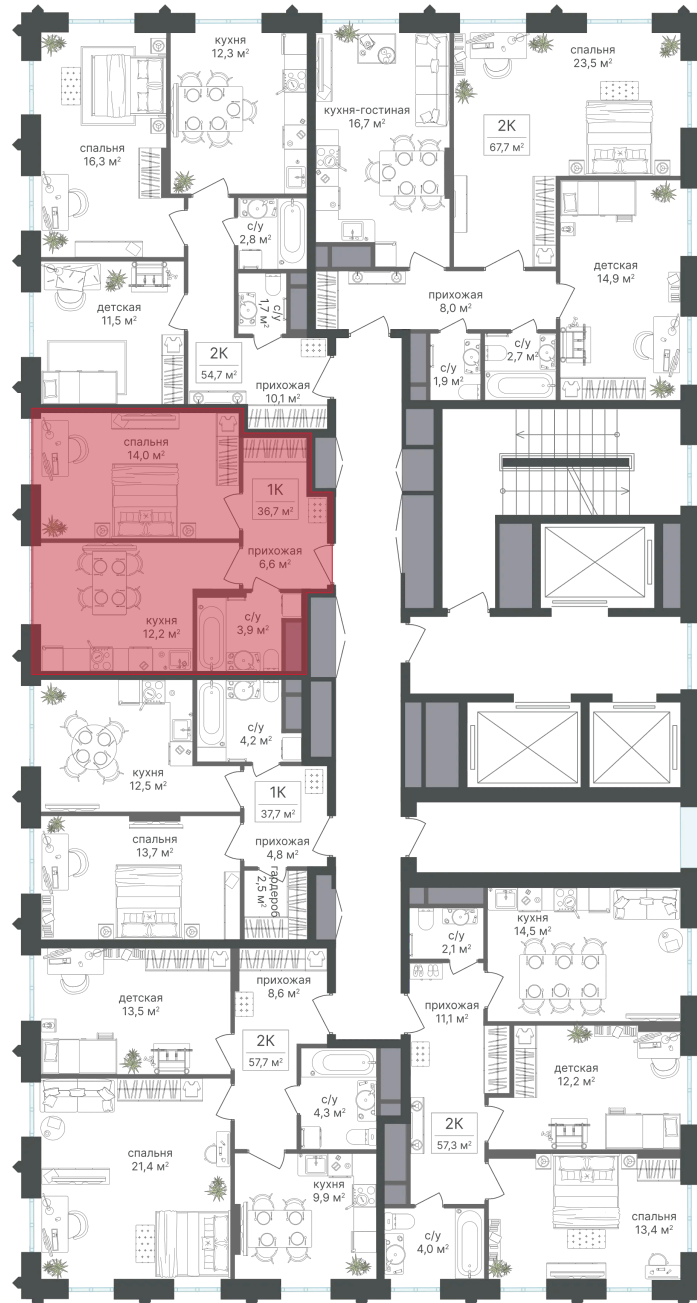 кухня
12,3 м²
спальня
16,3 м²
с/у
2,8 м²
детская
11,5 м²
с/у
1,7 м²
2К
54,7 м²
прихожая
10,1 м²
кухня-гостиная
16,7 м²
спальня
23,5 м²
2К
67,7 м²
детская
14,9 м²
прихожая
8,0 м²
с/у
1,9 м²
с/у
2,7 м²
спальня
14,0 м²
1К
36,7 м²
прихожая
6,6 м²
кухня
12,2 м²
с/у
3,9 м²
с/у
4,2 м²
кухня
12,5 м²
1К
37,7 м²
спальня
13,7 м²
прихожая
4,8 м²
гардероб
2,5 м²
детская
13,5 м²
прихожая
8,6 м²
2К
57,7 м²
с/у
4,3 м²
спальня
21,4 м²
кухня
9,9 м²
с/у
2,1 м²
кухня
14,5 м²
прихожая
11,1 м²
детская
12,2 м²
2К
57,3 м²
с/у
4,0 м²
спальня
13,4 м²